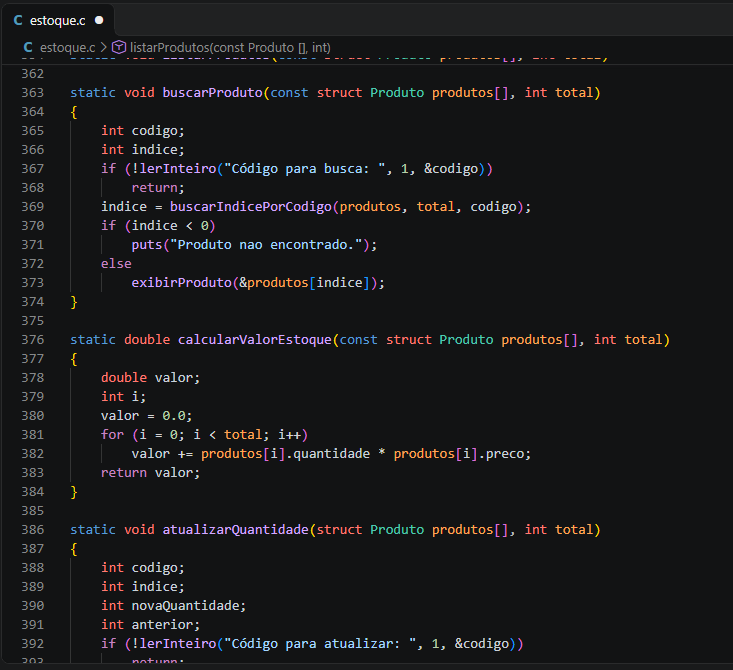 C estoque.c ●
C estoque.c > listarProdutos(const Produto [], int)
362
363 static void buscarProduto(const struct Produto produtos[], int total)
364 {
365     int codigo;
366     int indice;
367     if (!lerInteiro("Código para busca: ", 1, &codigo))
368         return;
369     indice = buscarIndicePorCodigo(produtos, total, codigo);
370     if (indice < 0)
371         puts("Produto nao encontrado.");
372     else
373         exibirProduto(&produtos[indice]);
374 }
375
376 static double calcularValorEstoque(const struct Produto produtos[], int total)
377 {
378     double valor;
379     int i;
380     valor = 0.0;
381     for (i = 0; i < total; i++)
382         valor += produtos[i].quantidade * produtos[i].preco;
383     return valor;
384 }
385
386 static void atualizarQuantidade(struct Produto produtos[], int total)
387 {
388     int codigo;
389     int indice;
390     int novaQuantidade;
391     int anterior;
392     if (!lerInteiro("Código para atualizar: ", 1, &codigo))
393         return;